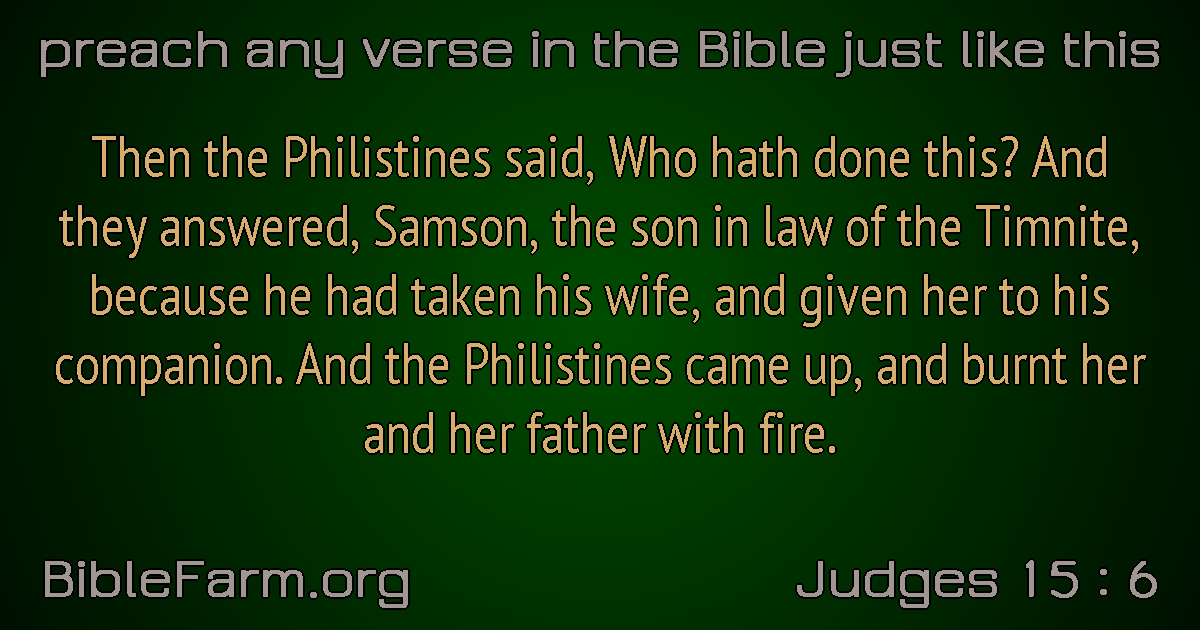 preach any verse in the Bible just like this
Then the Philistines said, Who hath done this? And
they answered, Samson, the son in law of the Timnite,
because he had taken his wife, and given her to his
companion. And the Philistines came up, and burnt her
and her father with fire.
BibleFarm.org
Judges 15 : 6